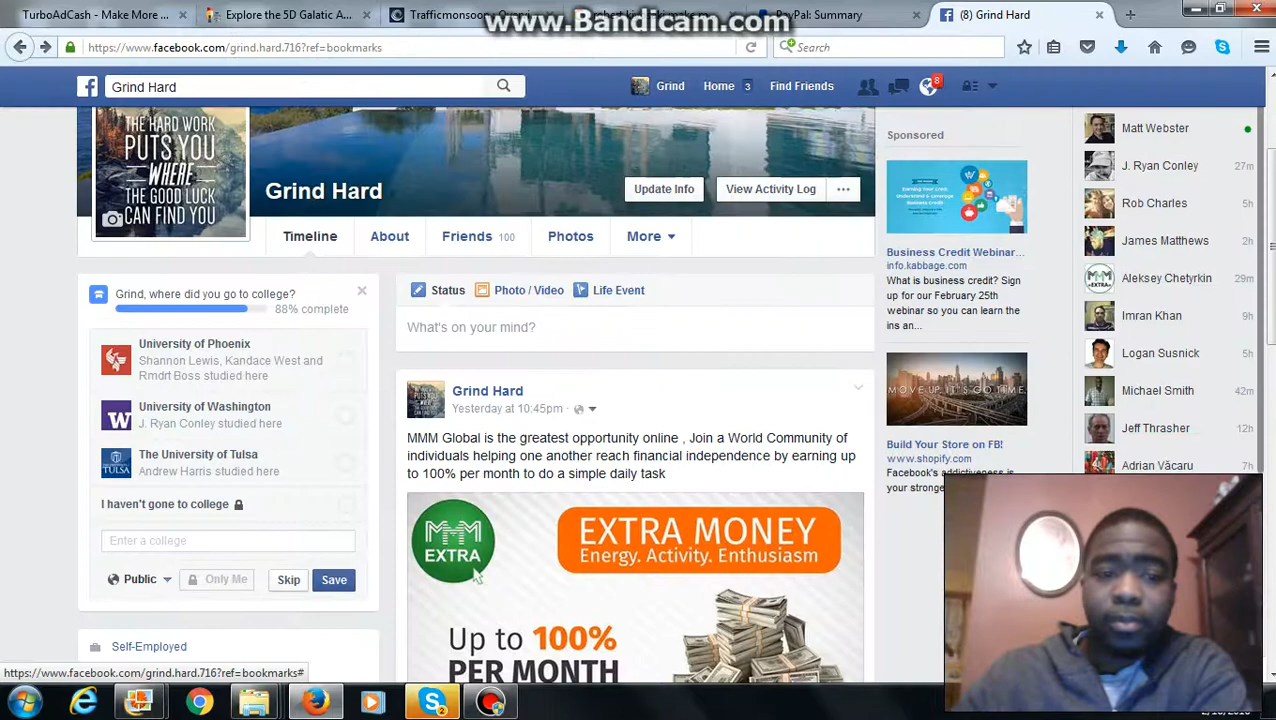 TurboAdCash - Make More ...
Explore the 5D Galatic A...
Trafficmonsoon
PayPal: Summary
(8) Grind Hard
www.Bandicam.com
https://www.facebook.com/grind.hard.716?ref=bookmarks
Search
Grind Hard
Grind
Home 3
Find Friends
8
THE HARD WORK
PUTS YOU
WHERE
THE GOOD LUCK
CAN FIND YOU
Grind Hard
Update Info
View Activity Log
Timeline
About
Friends 100
Photos
More
Grind, where did you go to college?
88% complete
University of Phoenix
Shannon Lewis, Kandace West and
Rmdrt Boss studied here
University of Washington
J. Ryan Conley studied here
The University of Tulsa
Andrew Harris studied here
I haven't gone to college
Enter a college
Public
Only Me
Skip
Save
Self-Employed
https://www.facebook.com/grind.hard.716?ref=bookmarks#
Status
Photo / Video
Life Event
What's on your mind?
Grind Hard
Yesterday at 10:45pm
MMM Global is the greatest opportunity online , Join a World Community of
individuals helping one another reach financial independence by earning up
to 100% per month to do a simple daily task
MMM
EXTRA
EXTRA MONEY
Energy. Activity. Enthusiasm
Up to 100%
PER MONTH
Sponsored
Business Credit Webinar...
info.kabbage.com
What is business credit? Sign
up for our February 25th
webinar so you can learn the
ins an...
MOVE UP. IT'S GO TIME.
Build Your Store on FB!
www.shopify.com
Facebook's addictiveness is
your stronge
Matt Webster
J. Ryan Conley 27m
Rob Charles 5h
James Matthews 2h
Aleksey Chetyrkin 29m
Imran Khan 9h
Logan Susnick 5h
Michael Smith 42m
Jeff Thrasher 12h
Adrian Văcaru 7h